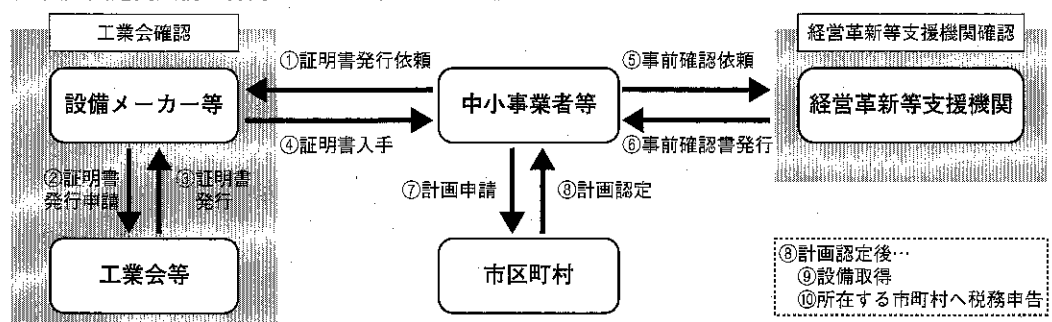 工業会確認
経営革新等支援機関確認
①証明書発行依頼
⑤事前確認依頼
設備メーカー等
中小事業者等
経営革新等支援機関
④証明書入手
⑥事前確認書発行
②証明書
発行申請
③証明書
発行
⑦計画申請
⑧計画認定
工業会等
市区町村
⑧計画認定後…
⑨設備取得
⑩所在する市町村へ税務申告